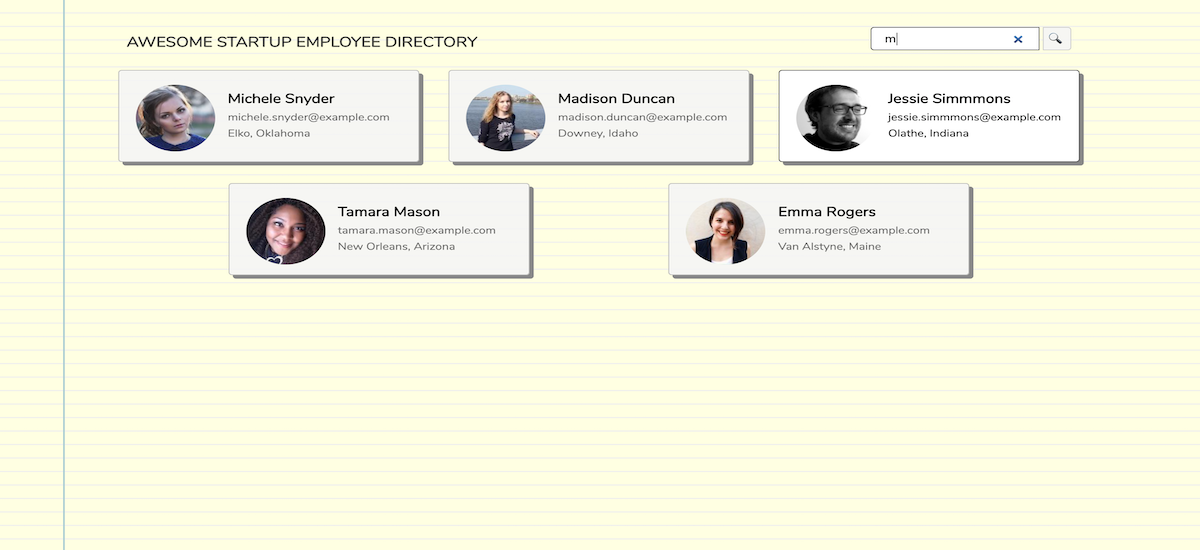 AWESOME STARTUP EMPLOYEE DIRECTORY
m
Michele Snyder
michele.snyder@example.com
Elko, Oklahoma
Madison Duncan
madison.duncan@example.com
Downey, Idaho
Jessie Simmmons
jessie.simmmons@example.com
Olathe, Indiana
Tamara Mason
tamara.mason@example.com
New Orleans, Arizona
Emma Rogers
emma.rogers@example.com
Van Alstyne, Maine